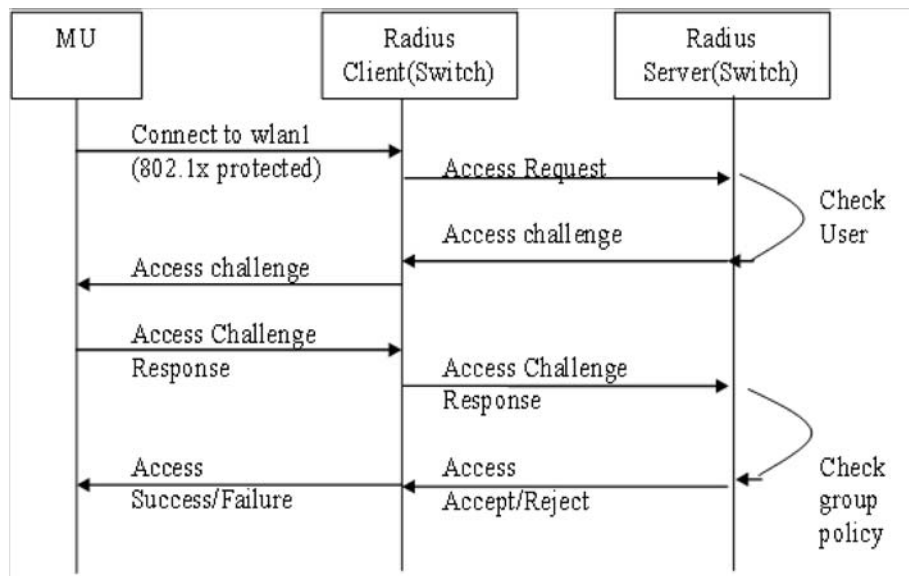 MU
Radius
Client(Switch)
Radius
Server(Switch)
Connect to wlan1
(802.1x protected)
Access Request
Check
User
Access challenge
Access challenge
Access Challenge
Response
Access Challenge
Response
Access
Success/Failure
Access
Accept/Reject
Check
group
policy